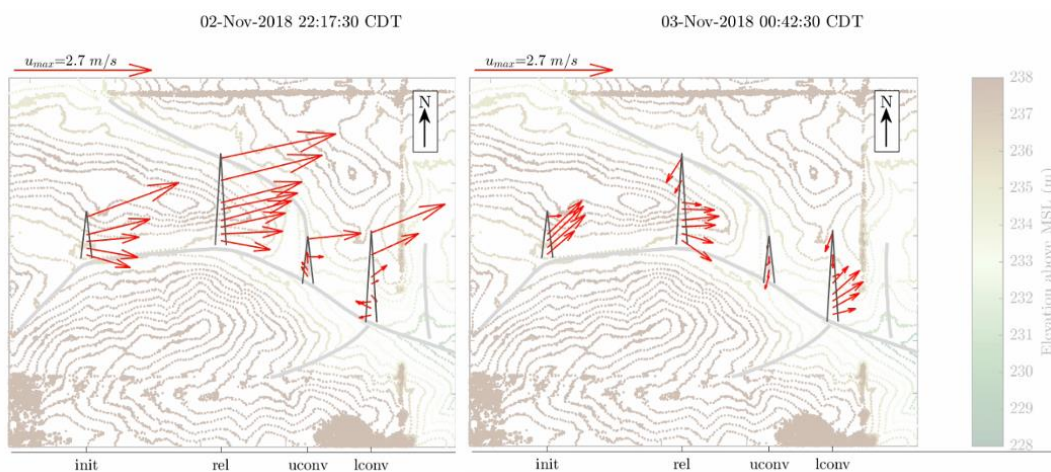 02-Nov-2018 22:17:30 CDT
03-Nov-2018 00:42:30 CDT
u_max=2.7 m/s
u_max=2.7 m/s
N
N
238
237
236
235
234
233
232
231
230
229
228
Elevation above MSL (m)
init rel uconv lconv
init rel uconv lconv